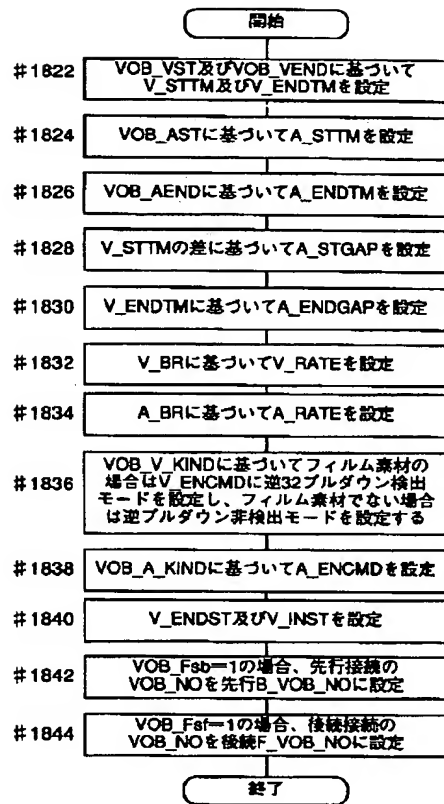 開始
#1822
VOB_VST及びVOB_VENDに基づいて
V_STTM及びV_ENDTMを設定
#1824
VOB_ASTに基づいてA_STTMを設定
#1826
VOB_AENDに基づいてA_ENDTMを設定
#1828
V_STTMの差に基づいてA_STGAPを設定
#1830
V_ENDTMに基づいてA_ENDGAPを設定
#1832
V_BRに基づいてV_RATEを設定
#1834
A_BRに基づいてA_RATEを設定
#1836
VOB_V_KINDに基づいてフィルム素材の
場合はV_ENCMDに逆32プルダウン検出
モードを設定し、フィルム素材でない場合
は逆プルダウン非検出モードを設定する
#1838
VOB_A_KINDに基づいてA_ENCMDを設定
#1840
V_ENDST及びV_INSTを設定
#1842
VOB_Fsb=1の場合、先行接続の
VOB_NOを先行B_VOB_NOに設定
#1844
VOB_Fsf=1の場合、後続接続の
VOB_NOを後続F_VOB_NOに設定
終了